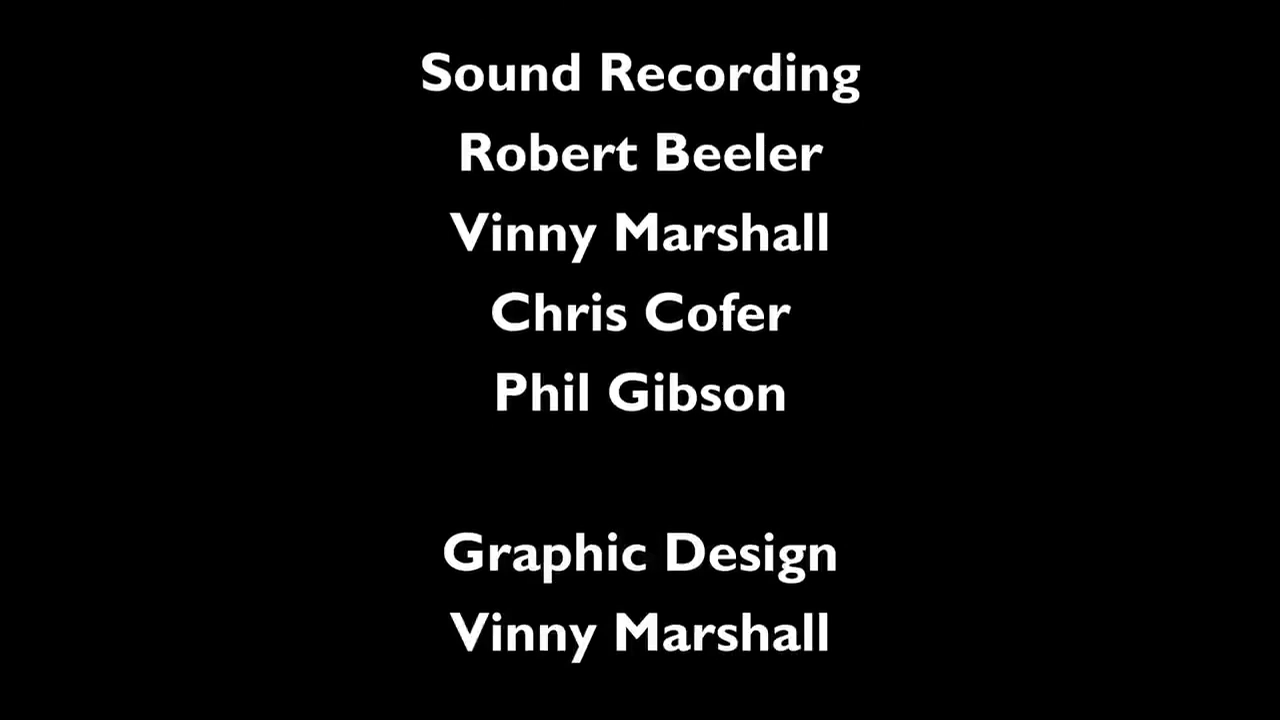 Sound Recording
Robert Beeler
Vinny Marshall
Chris Cofer
Phil Gibson
Graphic Design
Vinny Marshall